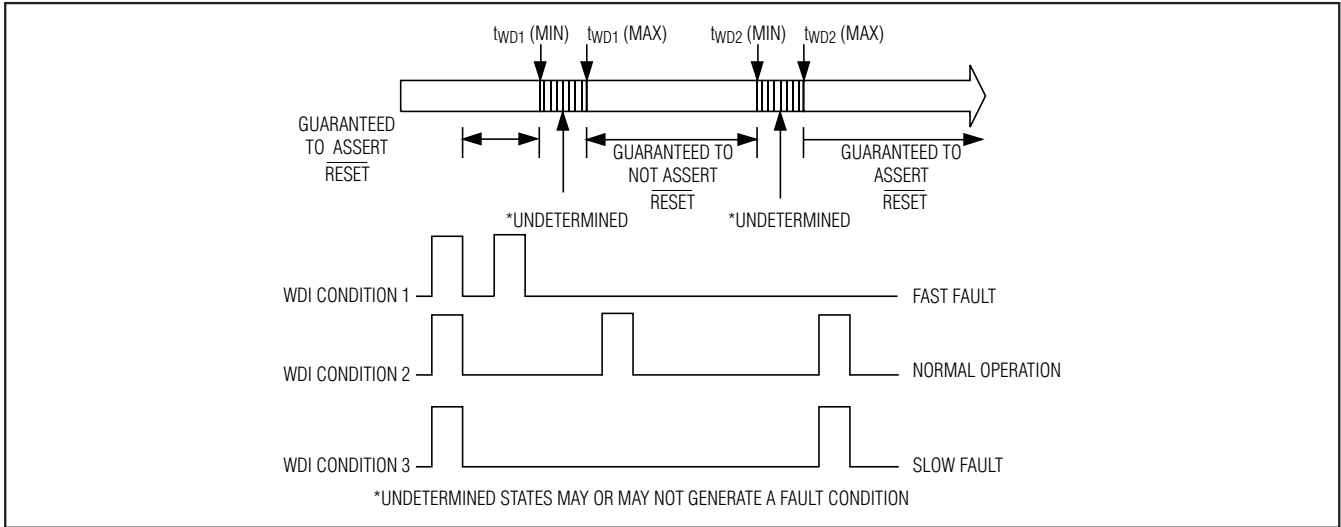 tWD1 (MIN) tWD1 (MAX) tWD2 (MIN) tWD2 (MAX)
GUARANTEED
TO ASSERT
RESET
GUARANTEED TO
NOT ASSERT
RESET
GUARANTEED TO
ASSERT
RESET
*UNDETERMINED *UNDETERMINED
WDI CONDITION 1 FAST FAULT
WDI CONDITION 2 NORMAL OPERATION
WDI CONDITION 3 SLOW FAULT
*UNDETERMINED STATES MAY OR MAY NOT GENERATE A FAULT CONDITION